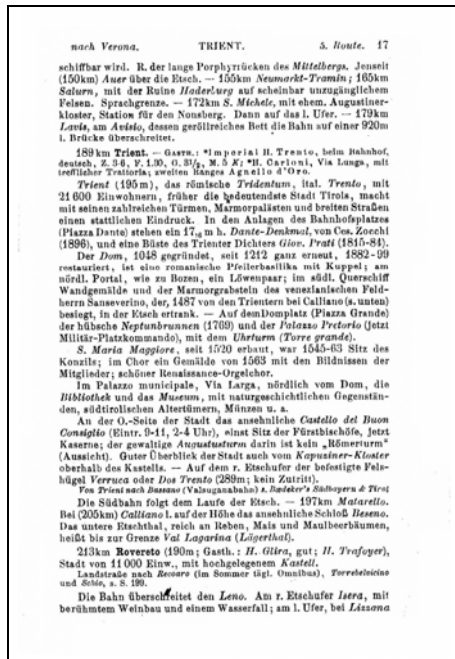 nach Verona. TRIENT. 5. Route. 17
schiffbar wird. R. der lange Porphyrrücken des Mittelbergs. Jenseit
(150km) Auer über die Etsch. — 155km Neumarkt-Tramin; 165km
Salurn, mit der Ruine Haderburg auf scheinbar unzugänglichem
Felsen. Sprachgrenze. — 172km S. Michele, mit ehem. Augustiner-
kloster, Station für den Nonsberg. Dann auf das l. Ufer. — 179km
Lavis, am Avisio, dessen geröllreiches Bett die Bahn auf einer 920m
l. Brücke überschreitet.
189km Trient. — GASTH.: *Imperial H. Trento, beim Bahnhof,
deutsch, Z. 3-6, F. 1.30, G. 3½, M. 5 K; *H. Carloni, Via Lunga, mit
trefflicher Trattoria; zweiten Ranges Agnello d'Oro.
Trient (195m), das römische Tridentum, ital. Trento, mit
21600 Einwohnern, früher die bedeutendste Stadt Tirols, macht
mit seinen zahlreichen Türmen, Marmorpalästen und breiten Straßen
einen stattlichen Eindruck. In den Anlagen des Bahnhofsplatzes
(Piazza Dante) stehen ein m h. Dante-Denkmal, von Ces. Zocchi
(1896), und eine Büste des Trienter Dichters Giov. Prati (1815-84).
Der Dom, 1048 gegründet, seit 1212 ganz erneut, 1882-99
restauriert, ist eine romanische Pfeilerbasilika mit Kuppel; am
nördl. Portal, wie zu Bozen, ein Löwenpaar; im südl. Querschiff
Wandgemälde und der Marmorgrabstein des venezianischen Feld-
herrn Sanseverino, der, 1487 von den Trientern bei Calliano (s. unten)
besiegt, in der Etsch ertrank. — Auf dem Domplatz (Piazza Grande)
der hübsche Neptunbrunnen (1769) und der Palazzo Pretorio (jetzt
Militär-Platzkommando), mit dem Uhrturm (Torre grande).
S. Maria Maggiore, seit 1520 erbaut, war 1545-63 Sitz des
Konzils; im Chor ein Gemälde von 1563 mit den Bildnissen der
Mitglieder; schöner Renaissance-Orgelchor.
Im Palazzo municipale, Via Larga, nördlich vom Dom, die
Bibliothek und das Museum, mit naturgeschichtlichen Gegenstän-
den, südtirolischen Altertümern, Münzen u. a.
An der O.-Seite der Stadt das ansehnliche Castello del Buon
Consiglio (Eintr. 9-11, 2-4 Uhr), einst Sitz der Fürstbischöfe, jetzt
Kaserne; der gewaltige Augustusturm darin ist kein „Römerturm“
(Aussicht). Guter Überblick der Stadt auch vom Kapuziner-Kloster
oberhalb des Kastells. — Auf dem r. Etschufer der befestigte Fels-
hügel Verruca oder Dos Trento (289m; kein Zutritt).
Von Trient nach Bassano (Valsuganabahn) s. Bædeker's Südbayern & Tirol
Die Südbahn folgt dem Laufe der Etsch. — 197km Matarello.
Bei (205km) Calliano l. auf der Höhe das ansehnliche Schloß Beseno.
Das untere Etschthal, reich an Reben, Mais und Maulbeerbäumen,
heißt bis zur Grenze Val Lagarina (Lägerthal).
213km Rovereto (190m; Gasth.: H. Glira, gut; H. Trafoyer),
Stadt von 11000 Einw., mit hochgelegenem Kastell.
Landstraße nach Recoaro (im Sommer tägl. Omnibus), Torrebelvicino
und Schio, s. S. 199.
Die Bahn überschreitet den Leno. Am r. Etschufer Isera, mit
berühmtem Weinbau und einem Wasserfall; am l. Ufer, bei Lizzana